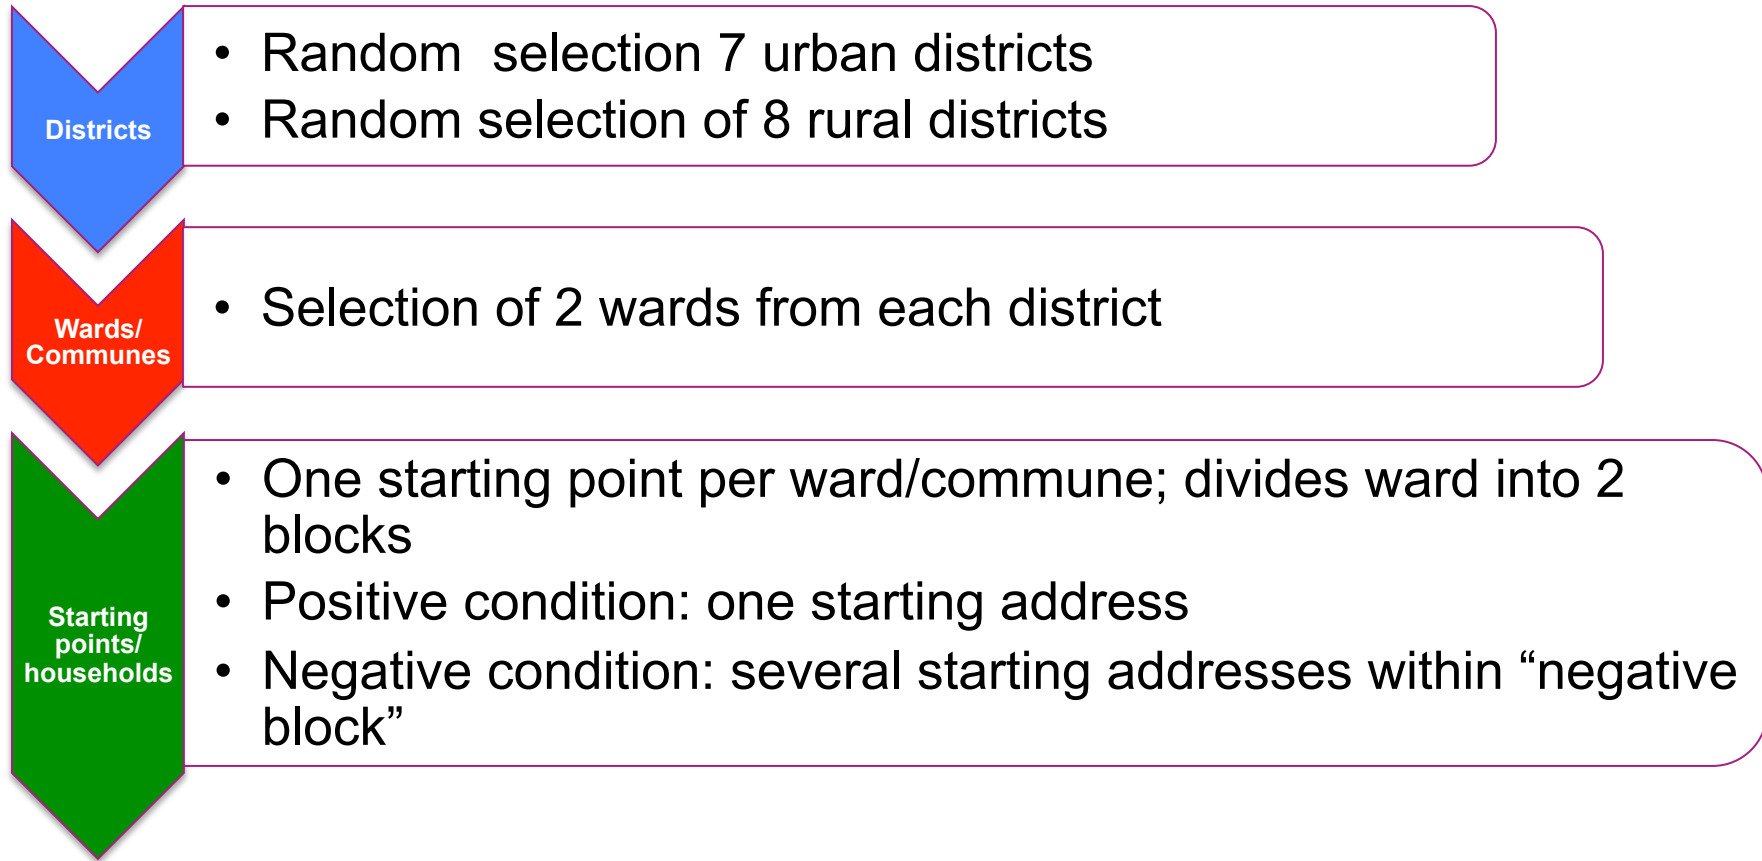 Districts
• Random  selection 7 urban districts
• Random selection of 8 rural districts
Wards/
Communes
• Selection of 2 wards from each district
Starting
points/
households
• One starting point per ward/commune; divides ward into 2
blocks
• Positive condition: one starting address
• Negative condition: several starting addresses within “negative
block”